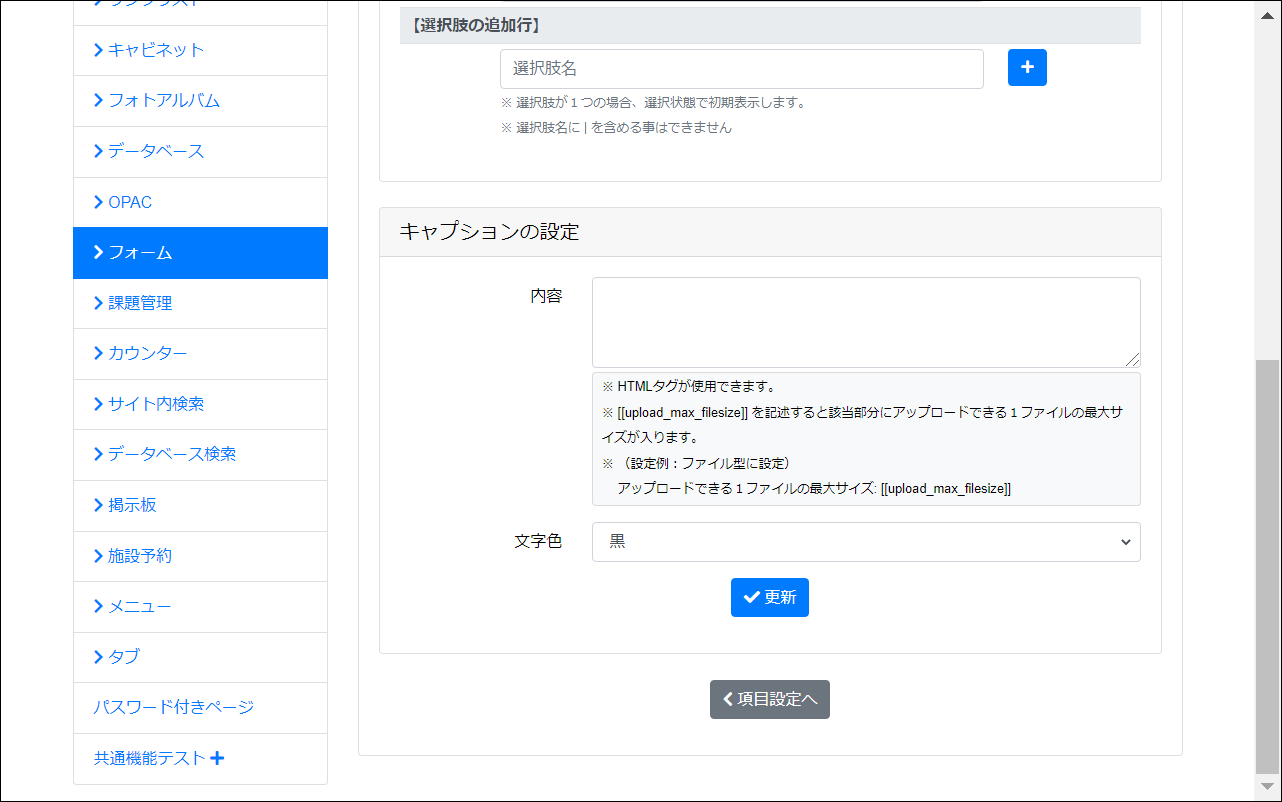 キャビネット
フォトアルバム
データベース
OPAC
フォーム
課題管理
カウンター
サイト内検索
データベース検索
掲示板
施設予約
メニュー
タブ
パスワード付きページ
共通機能テスト
【選択肢の追加行】
選択肢名
※ 選択肢が１つの場合、選択状態で初期表示します。
※ 選択肢名に | を含める事はできません
キャプションの設定
内容
※ HTMLタグが使用できます。
※ [[upload_max_filesize]] を記述すると該当部分にアップロードできる１ファイルの最大サ
イズが入ります。
※ （設定例：ファイル型に設定）
アップロードできる１ファイルの最大サイズ: [[upload_max_filesize]]
文字色
黒
更新
項目設定へ